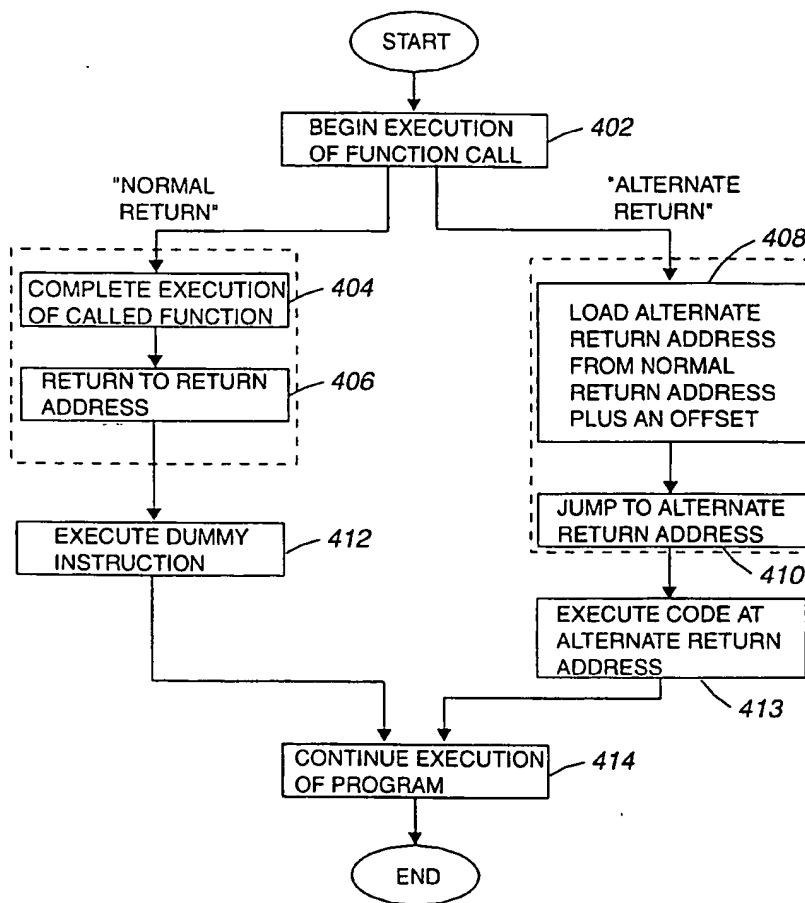 START
BEGIN EXECUTION
OF FUNCTION CALL
402
"NORMAL
RETURN"
"ALTERNATE
RETURN"
408
COMPLETE EXECUTION
OF CALLED FUNCTION
404
RETURN TO RETURN
ADDRESS
406
LOAD ALTERNATE
RETURN ADDRESS
FROM NORMAL
RETURN ADDRESS
PLUS AN OFFSET
JUMP TO ALTERNATE
RETURN ADDRESS
410
EXECUTE DUMMY
INSTRUCTION
412
EXECUTE CODE AT
ALTERNATE RETURN
ADDRESS
413
CONTINUE EXECUTION
OF PROGRAM
414
END